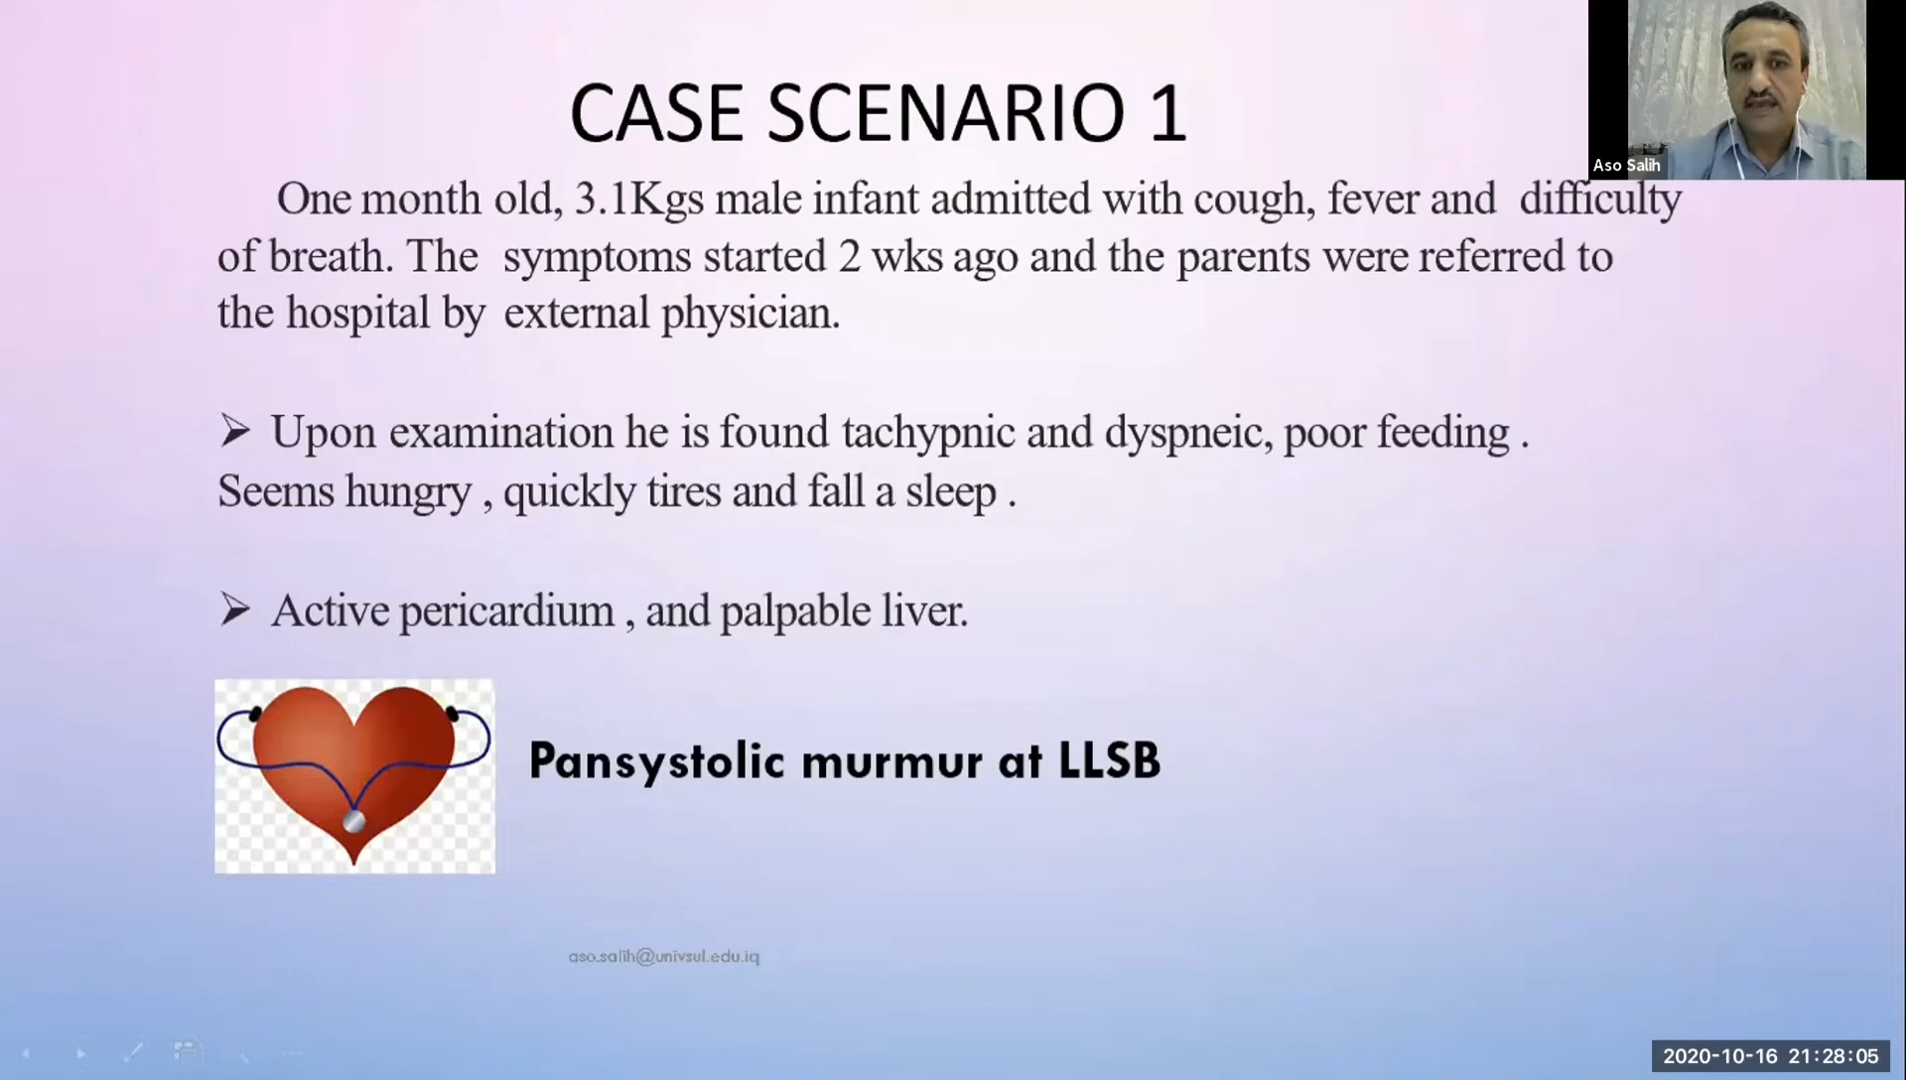 CASE SCENARIO 1
Aso Salih
One month old, 3.1Kgs male infant admitted with cough, fever and difficulty
of breath. The symptoms started 2 wks ago and the parents were referred to
the hospital by external physician.
➢ Upon examination he is found tachypnic and dyspneic, poor feeding .
Seems hungry , quickly tires and fall a sleep .
➢ Active pericardium , and palpable liver.
Pansystolic murmur at LLSB
aso.salih@univsul.edu.iq
2020-10-16 21:28:05